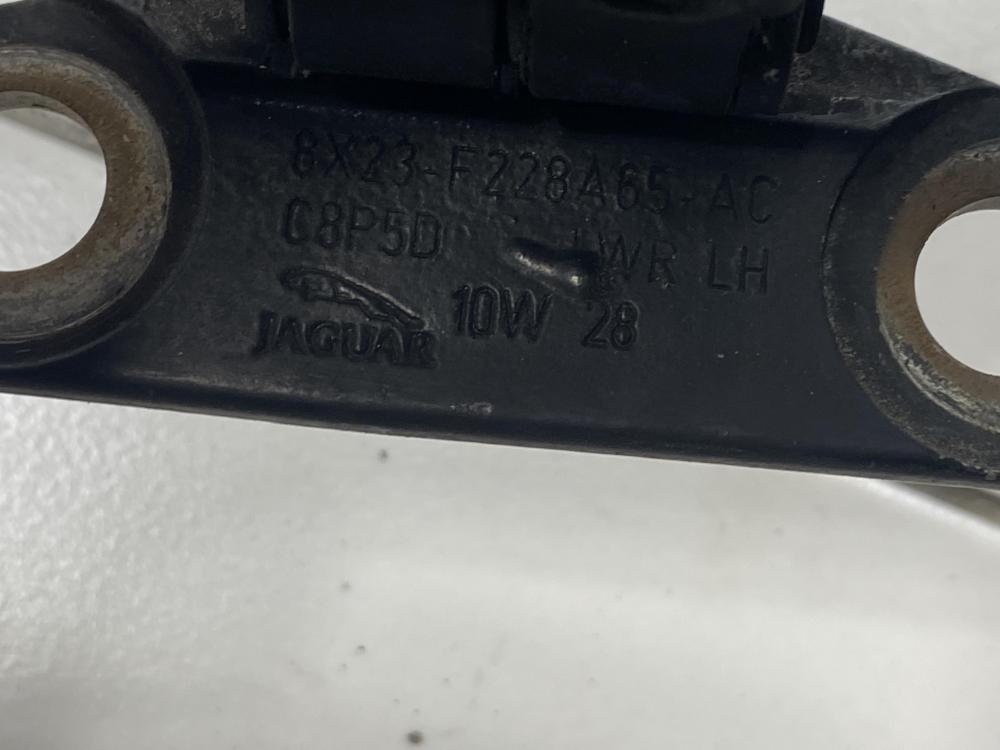 8X23-F228A65-AC
C8P5D LWR LH
JAGUAR 10W 28